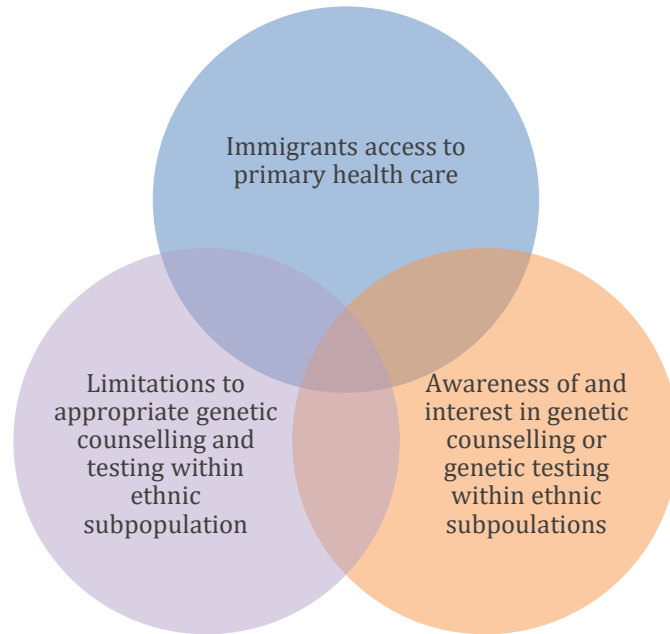 Immigrants access to
primary health care
Limitations to
appropriate genetic
counselling and
testing within
ethnic
subpopulation
Awareness of and
interest in genetic
counselling or
genetic testing
within ethnic
subpoulations